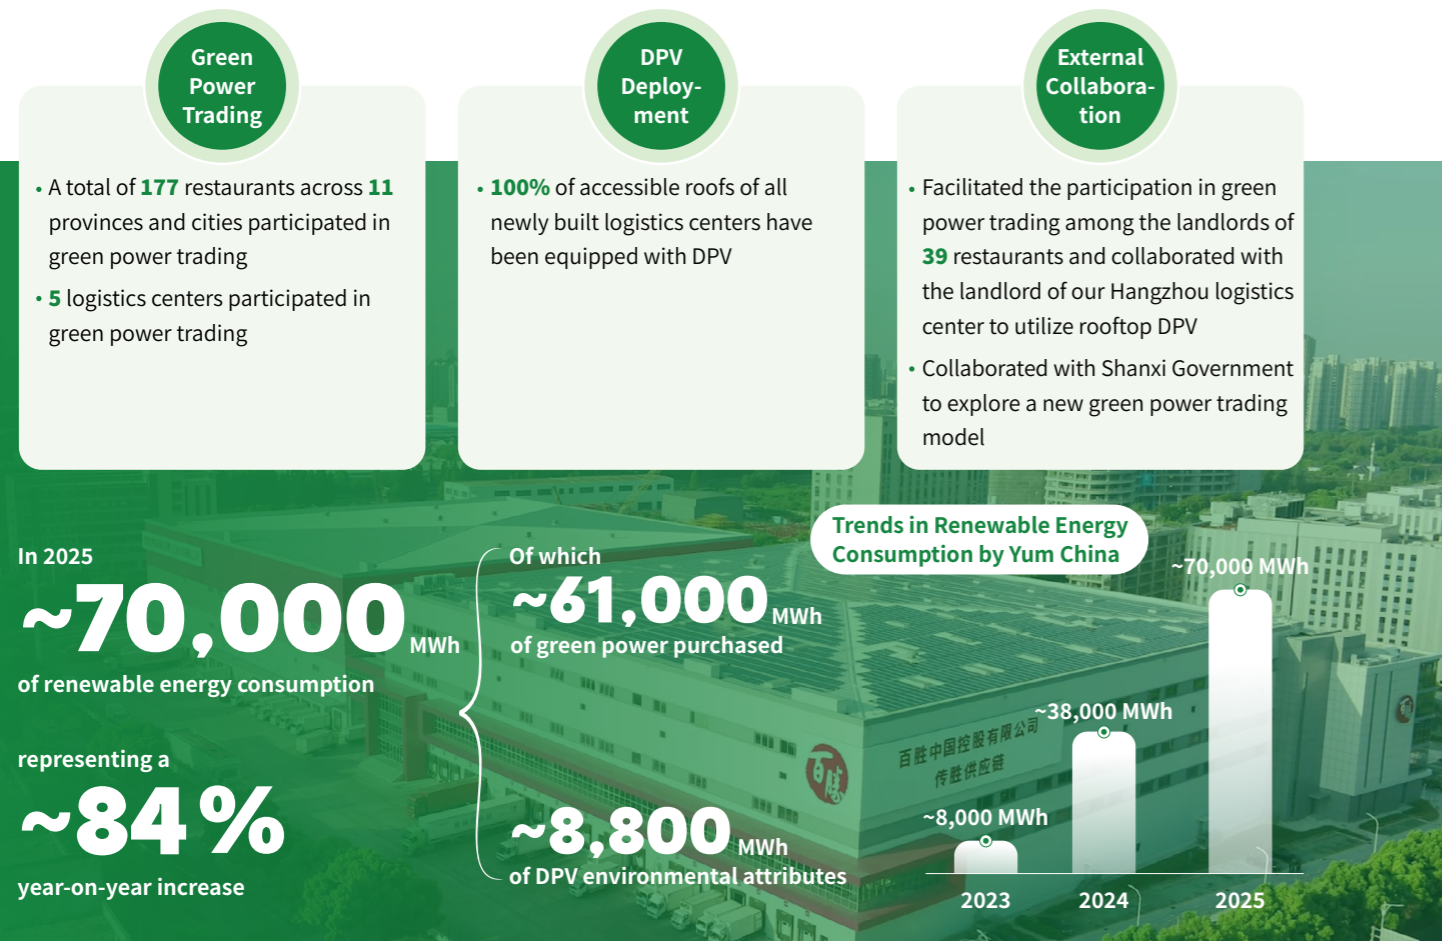 Green
Power
Trading
• A total of 177 restaurants across 11
provinces and cities participated in
green power trading
• 5 logistics centers participated in
green power trading
DPV
Deploy-
ment
• 100% of accessible roofs of all
newly built logistics centers have
been equipped with DPV
External
Collabora-
tion
• Facilitated the participation in green
power trading among the landlords of
39 restaurants and collaborated with
the landlord of our Hangzhou logistics
center to utilize rooftop DPV
• Collaborated with Shanxi Government
to explore a new green power trading
model
In 2025
~70,000 MWh
of renewable energy consumption
representing a
~84%
year-on-year increase
Of which
~61,000 MWh
of green power purchased
~8,800 MWh
of DPV environmental attributes
Trends in Renewable Energy
Consumption by Yum China
~70,000 MWh
~38,000 MWh
~8,000 MWh
2023 2024 2025
百胜中国控股有限公司
传胜供应链
百胜